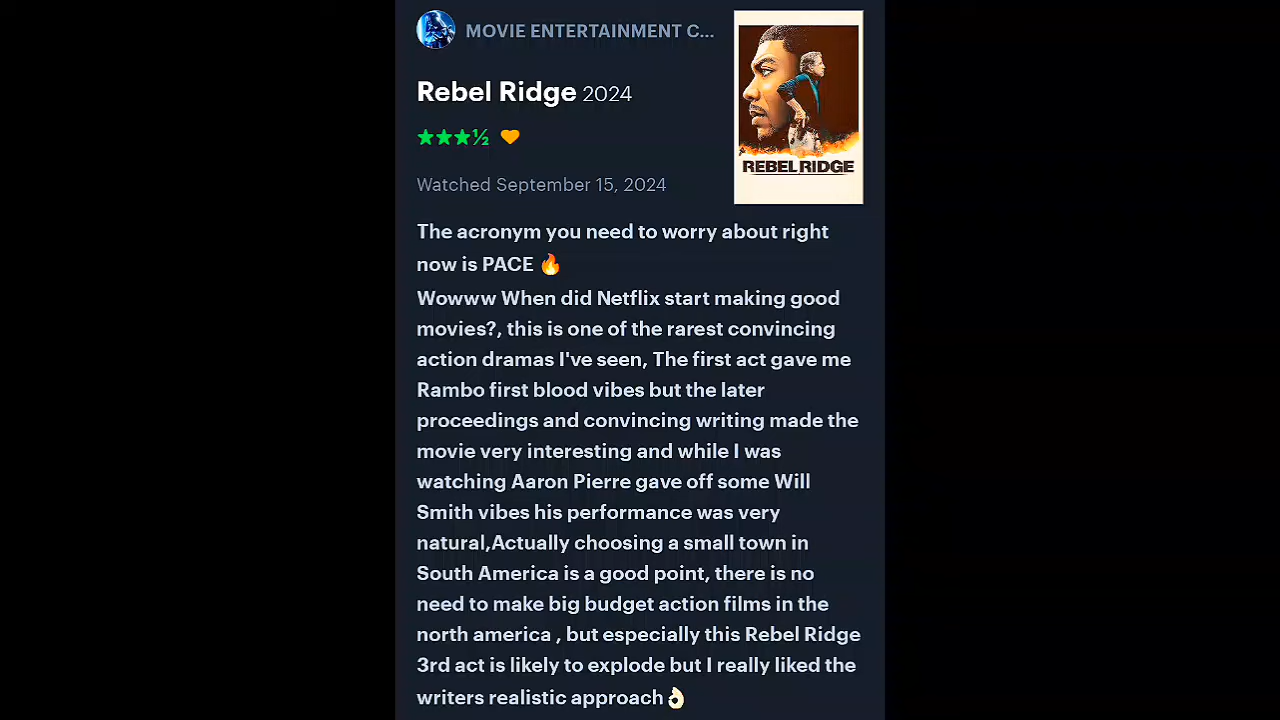 MOVIE ENTERTAINMENT C...
Rebel Ridge 2024
★★★½ 🧡
Watched September 15, 2024
REBEL RIDGE
The acronym you need to worry about right
now is PACE 🔥
Wowww When did Netflix start making good
movies?, this is one of the rarest convincing
action dramas I've seen, The first act gave me
Rambo first blood vibes but the later
proceedings and convincing writing made the
movie very interesting and while I was
watching Aaron Pierre gave off some Will
Smith vibes his performance was very
natural,Actually choosing a small town in
South America is a good point, there is no
need to make big budget action films in the
north america , but especially this Rebel Ridge
3rd act is likely to explode but I really liked the
writers realistic approach👌🏻